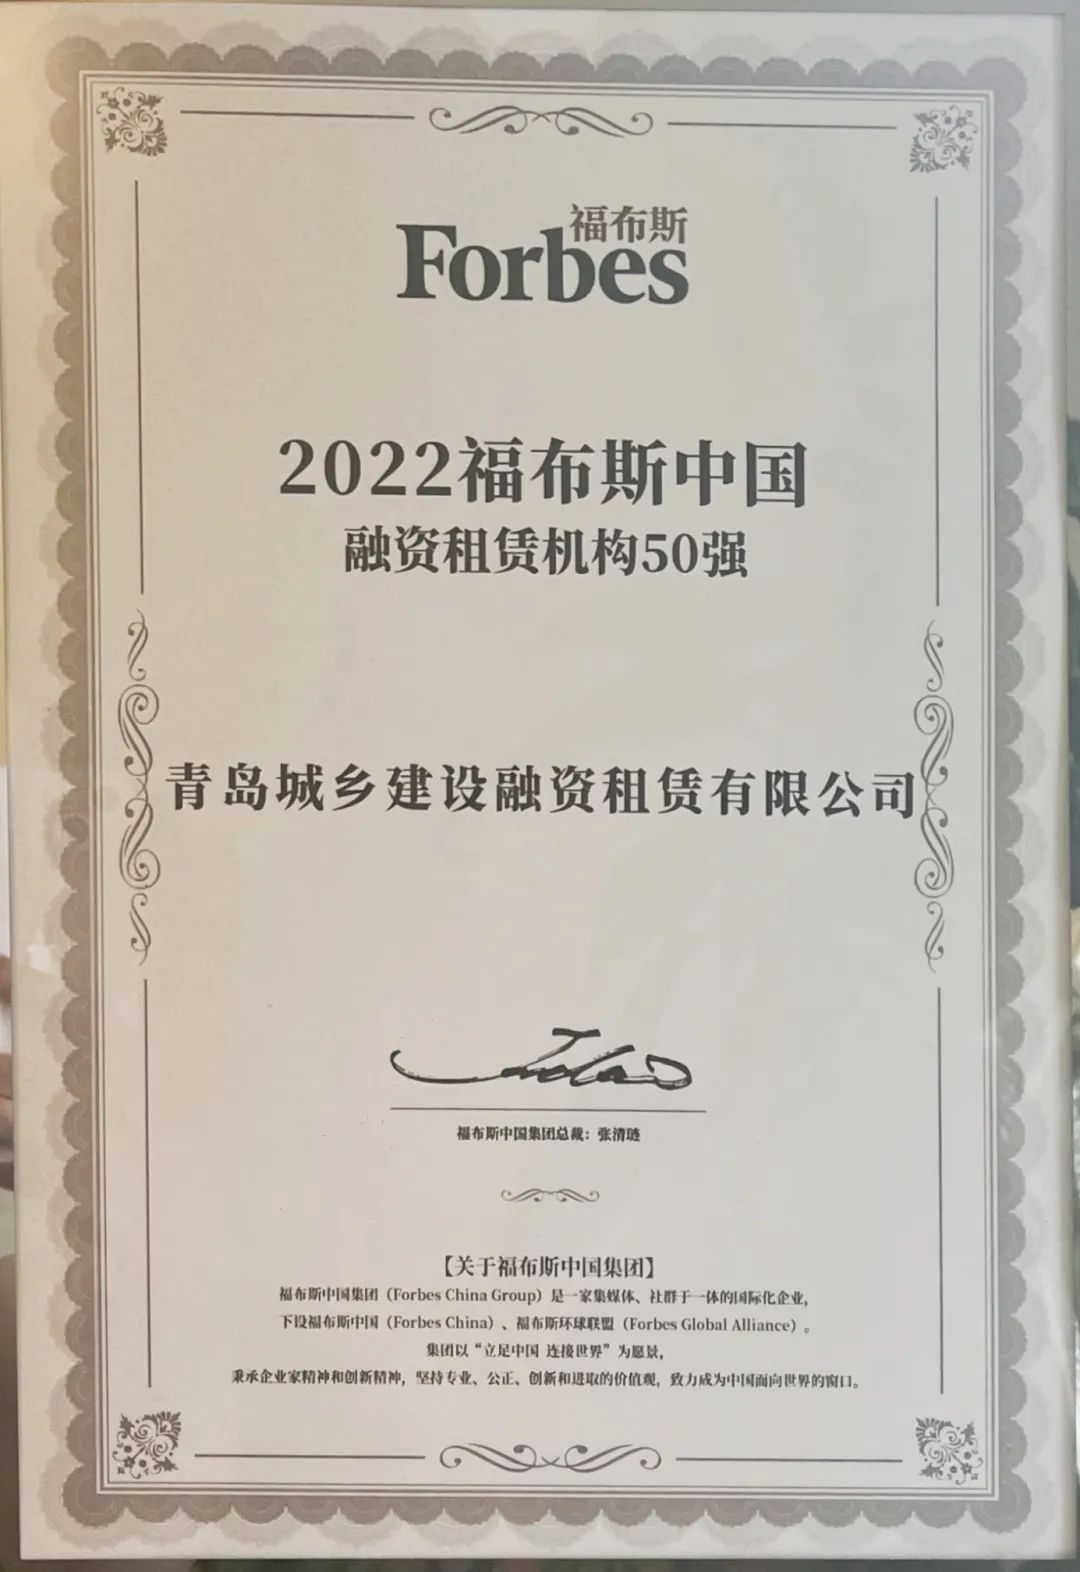 福布斯
Forbes
2022福布斯中国
融资租赁机构50强
青岛城乡建设融资租赁有限公司
福布斯中国集团总裁：张清琏
【关于福布斯中国集团】
福布斯中国集团（Forbes China Group）是一家集媒体、社群于一体的国际化企业，
下设福布斯中国（Forbes China）、福布斯环球联盟（Forbes Global Alliance）。
集团以“立足中国 连接世界”为愿景，
秉承企业家精神和创新精神，坚持专业、公正、创新和进取的价值观，致力成为中国面向世界的窗口。